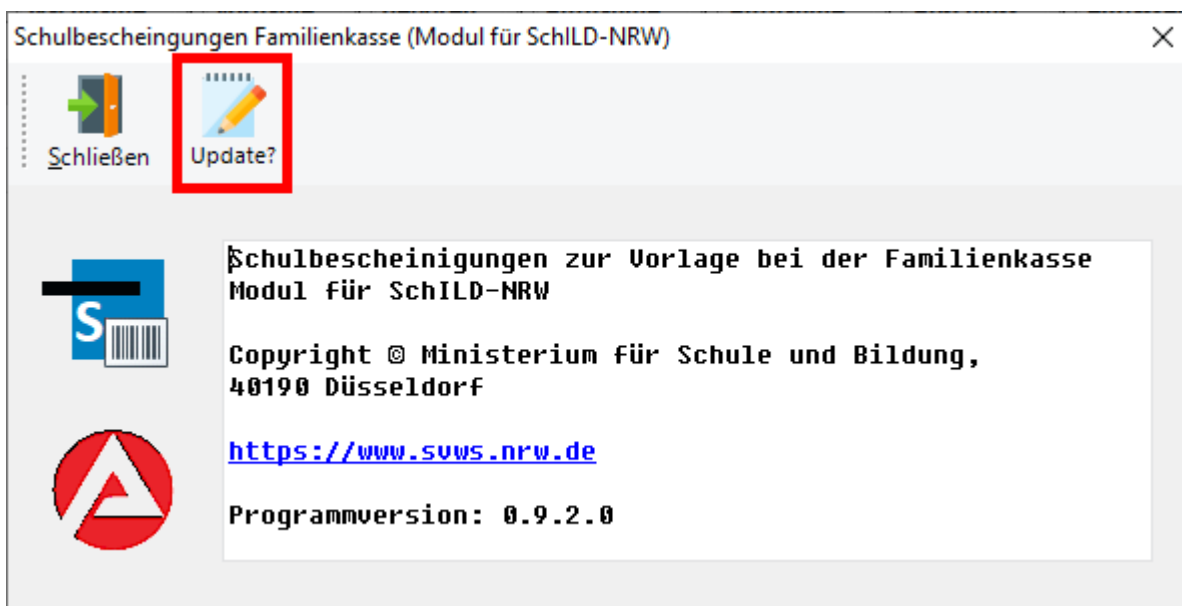 Schulbescheingungen Familienkasse (Modul für SchILD-NRW)
Schließen
Update?
S
Schulbescheinigungen zur Vorlage bei der Familienkasse
Modul für SchILD-NRW
Copyright © Ministerium für Schule und Bildung,
40190 Düsseldorf
https://www.svws.nrw.de
Programmversion: 0.9.2.0